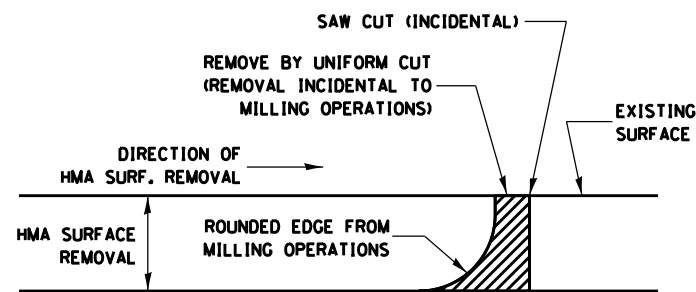 SAW CUT (INCIDENTAL)
REMOVE BY UNIFORM CUT
(REMOVAL INCIDENTAL TO
MILLING OPERATIONS)
EXISTING
SURFACE
DIRECTION OF
HMA SURF. REMOVAL
HMA SURFACE
REMOVAL
ROUNDED EDGE FROM
MILLING OPERATIONS